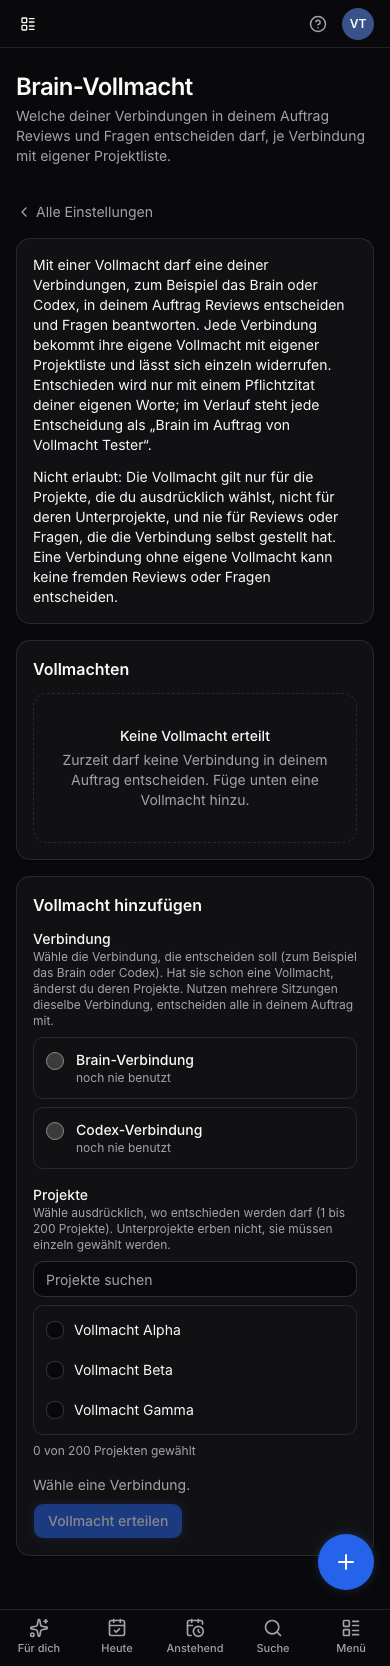 VT
Brain-Vollmacht
Welche deiner Verbindungen in deinem Auftrag
Reviews und Fragen entscheiden darf, je Verbindung
mit eigener Projektliste.
Alle Einstellungen
Mit einer Vollmacht darf eine deiner
Verbindungen, zum Beispiel das Brain oder
Codex, in deinem Auftrag Reviews entscheiden
und Fragen beantworten. Jede Verbindung
bekommt ihre eigene Vollmacht mit eigener
Projektliste und lässt sich einzeln widerrufen.
Entschieden wird nur mit einem Pflichtzitat
deiner eigenen Worte; im Verlauf steht jede
Entscheidung als „Brain im Auftrag von
Vollmacht Tester“.
Nicht erlaubt: Die Vollmacht gilt nur für die
Projekte, die du ausdrücklich wählst, nicht für
deren Unterprojekte, und nie für Reviews oder
Fragen, die die Verbindung selbst gestellt hat.
Eine Verbindung ohne eigene Vollmacht kann
keine fremden Reviews oder Fragen
entscheiden.
Vollmachten
Keine Vollmacht erteilt
Zurzeit darf keine Verbindung in deinem
Auftrag entscheiden. Füge unten eine
Vollmacht hinzu.
Vollmacht hinzufügen
Verbindung
Wähle die Verbindung, die entscheiden soll (zum Beispiel
das Brain oder Codex). Hat sie schon eine Vollmacht,
änderst du deren Projekte. Nutzen mehrere Sitzungen
dieselbe Verbindung, entscheiden alle in deinem Auftrag
mit.
Brain-Verbindung
noch nie benutzt
Codex-Verbindung
noch nie benutzt
Projekte
Wähle ausdrücklich, wo entschieden werden darf (1 bis
200 Projekte). Unterprojekte erben nicht, sie müssen
einzeln gewählt werden.
Projekte suchen
Vollmacht Alpha
Vollmacht Beta
Vollmacht Gamma
0 von 200 Projekten gewählt
Wähle eine Verbindung.
Vollmacht erteilen
Für dich
Heute
Anstehend
Suche
Menü